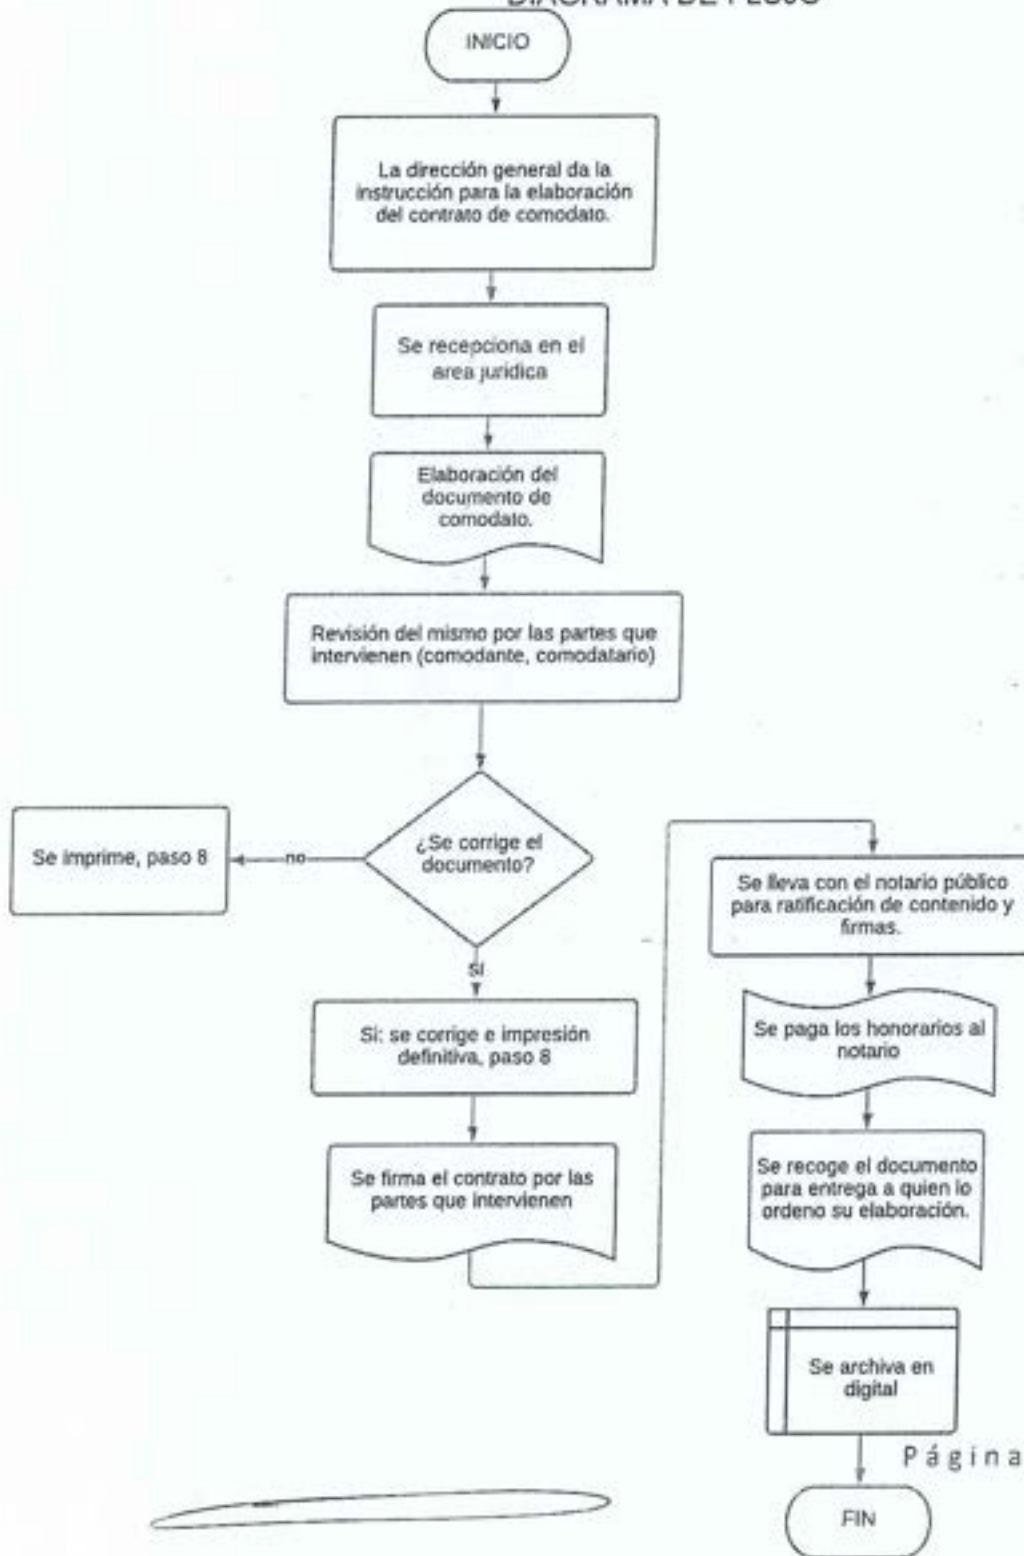 DIAGRAMA DE FLUJO
INICIO
La dirección general da la
instrucción para la elaboración
del contrato de comodato.
Se recepciona en el
area juridica
Elaboración del
documento de
comodato.
Revisión del mismo por las partes que
intervienen (comodante, comodatario)
¿Se corrige el
documento?
no
Se imprime, paso 8
SI
Si: se corrige e impresión
definitiva, paso 8
Se firma el contrato por las
partes que intervienen
Se lleva con el notario público
para ratificación de contenido y
firmas.
Se paga los honorarios al
notario
Se recoge el documento
para entrega a quien lo
ordeno su elaboración.
Se archiva en
digital
Página
FIN